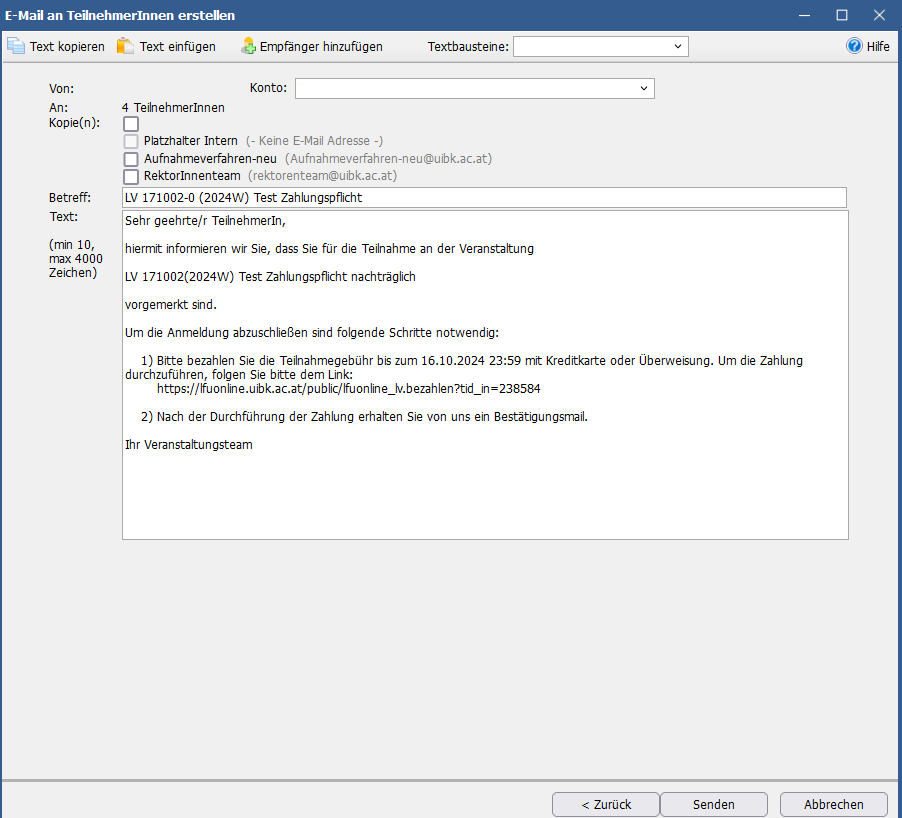 E-Mail an TeilnehmerInnen erstellen
Text kopieren Text einfügen Empfänger hinzufügen Textbausteine: Hilfe
Von: Konto:
An: 4 TeilnehmerInnen
Kopie(n):
Platzhalter Intern (- Keine E-Mail Adresse -)
Aufnahmeverfahren-neu (Aufnahmeverfahren-neu@uibk.ac.at)
RektorInnenteam (rektorenteam@uibk.ac.at)
Betreff: LV 171002-0 (2024W) Test Zahlungspflicht
Text:
(min 10,
max 4000
Zeichen)
Sehr geehrte/r TeilnehmerIn,
hiermit informieren wir Sie, dass Sie für die Teilnahme an der Veranstaltung
LV 171002(2024W) Test Zahlungspflicht nachträglich
vorgemerkt sind.
Um die Anmeldung abzuschließen sind folgende Schritte notwendig:
1) Bitte bezahlen Sie die Teilnahmegebühr bis zum 16.10.2024 23:59 mit Kreditkarte oder Überweisung. Um die Zahlung
durchzuführen, folgen Sie bitte dem Link:
https://lfuonline.uibk.ac.at/public/lfuonline_lv.bezahlen?tid_in=238584
2) Nach der Durchführung der Zahlung erhalten Sie von uns ein Bestätigungsmail.
Ihr Veranstaltungsteam
< Zurück Senden Abbrechen